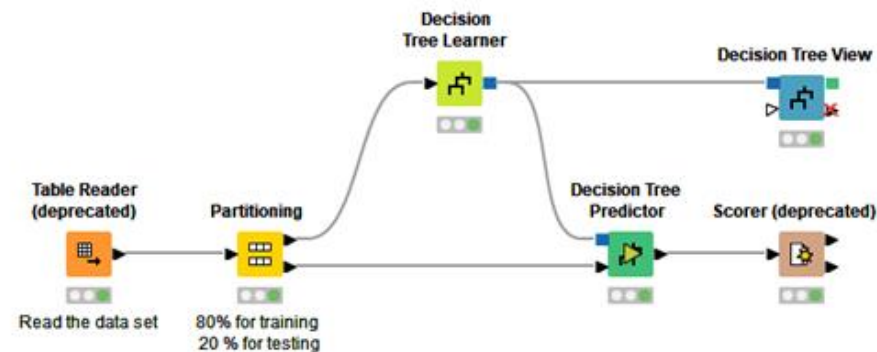 Decision
Tree Learner
Decision Tree View
Table Reader
(deprecated)
Partitioning
Decision Tree
Predictor
Scorer (deprecated)
Read the data set
80% for training
20 % for testing